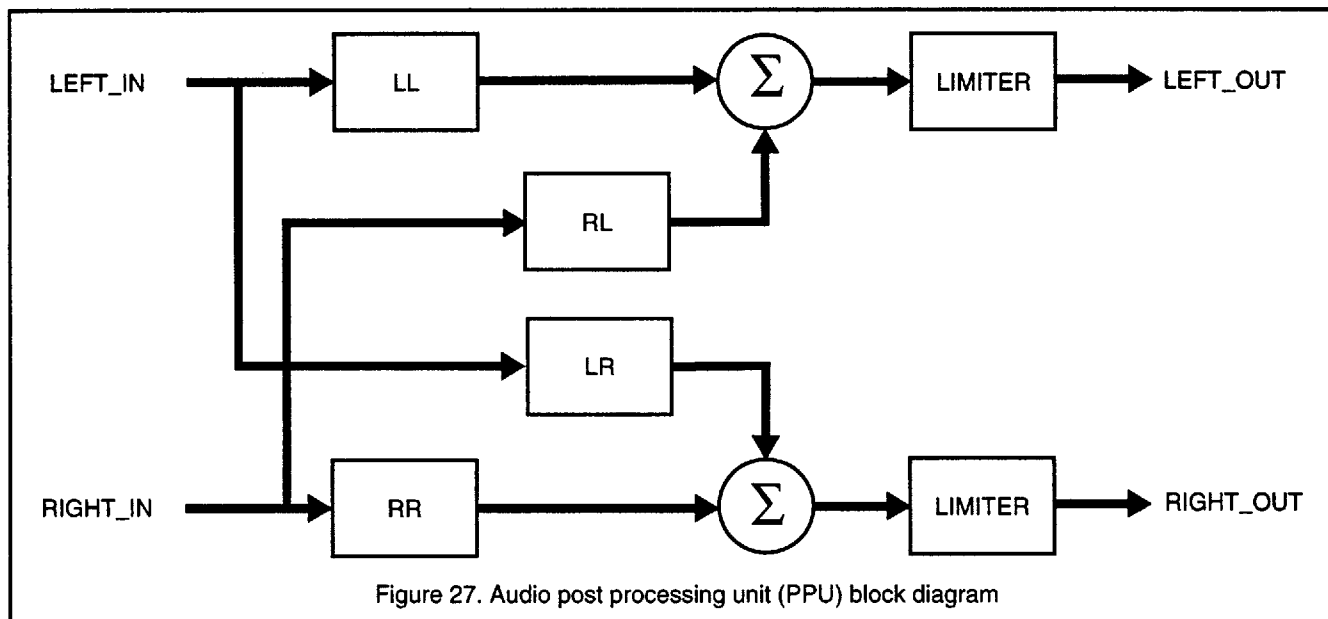 LEFT_IN
LL
Σ
LIMITER
LEFT_OUT
RL
LR
RIGHT_IN
RR
Σ
LIMITER
RIGHT_OUT
Figure 27. Audio post processing unit (PPU) block diagram